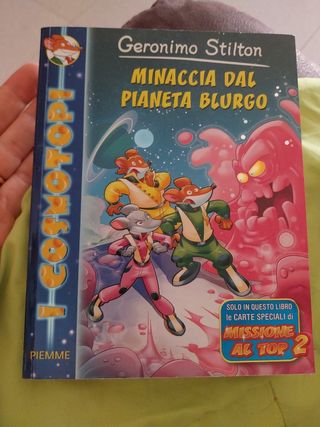 Geronimo Stilton
MINACCIA DAL
PIANETA BLURGO
I COSMOTOPI
SOLO IN QUESTO LIBRO
le CARTE SPECIALI di
MISSIONE
AL TOP 2
PIEMME